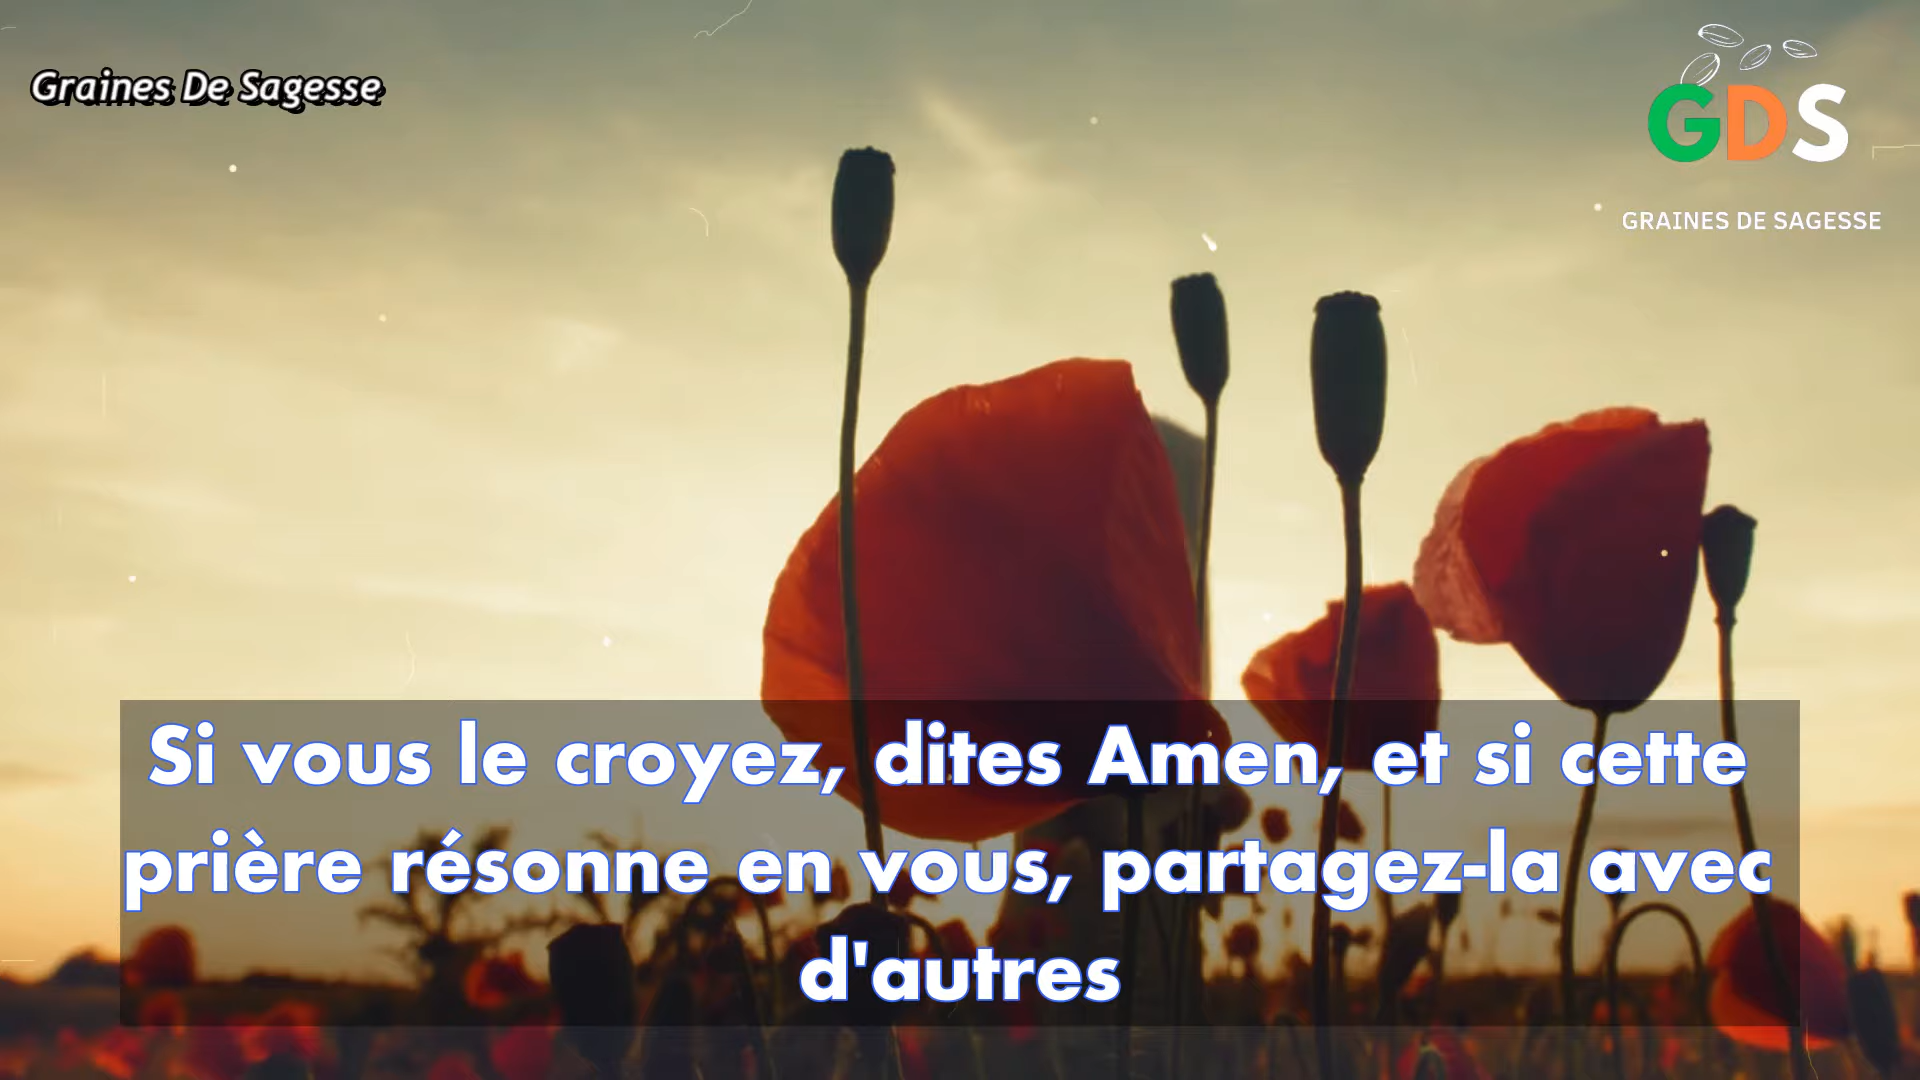 Graines De Sagesse
GDS
GRAINES DE SAGESSE
Si vous le croyez, dites Amen, et si cette
prière résonne en vous, partagez-la avec
d'autres